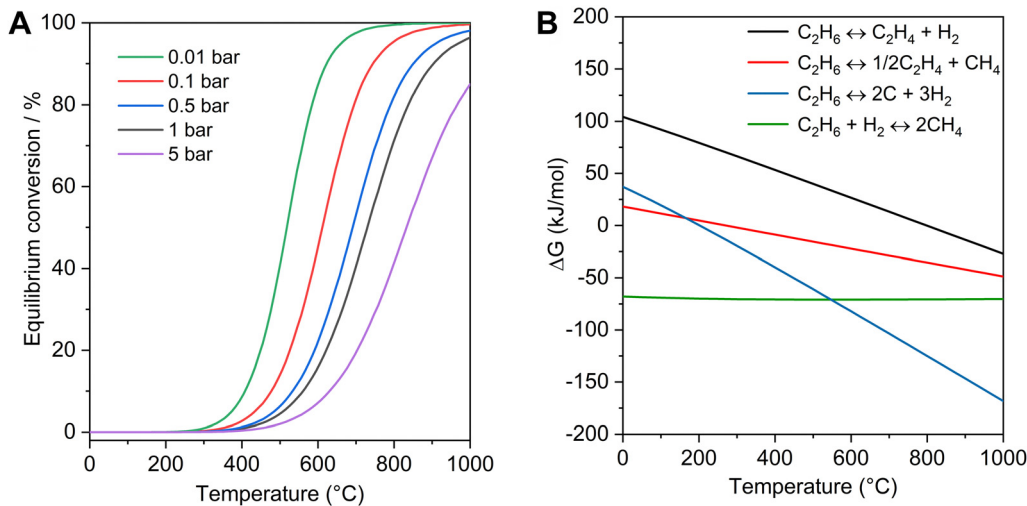 A
Equilibrium conversion / %
100
80
60
40
20
0
0.01 bar
0.1 bar
0.5 bar
1 bar
5 bar
0 200 400 600 800 1000
Temperature (°C)
B
ΔG (kJ/mol)
200
150
100
50
0
-50
-100
-150
-200
C₂H₆ ↔ C₂H₄ + H₂
C₂H₆ ↔ 1/2C₂H₄ + CH₄
C₂H₆ ↔ 2C + 3H₂
C₂H₆ + H₂ ↔ 2CH₄
0 200 400 600 800 1000
Temperature (°C)